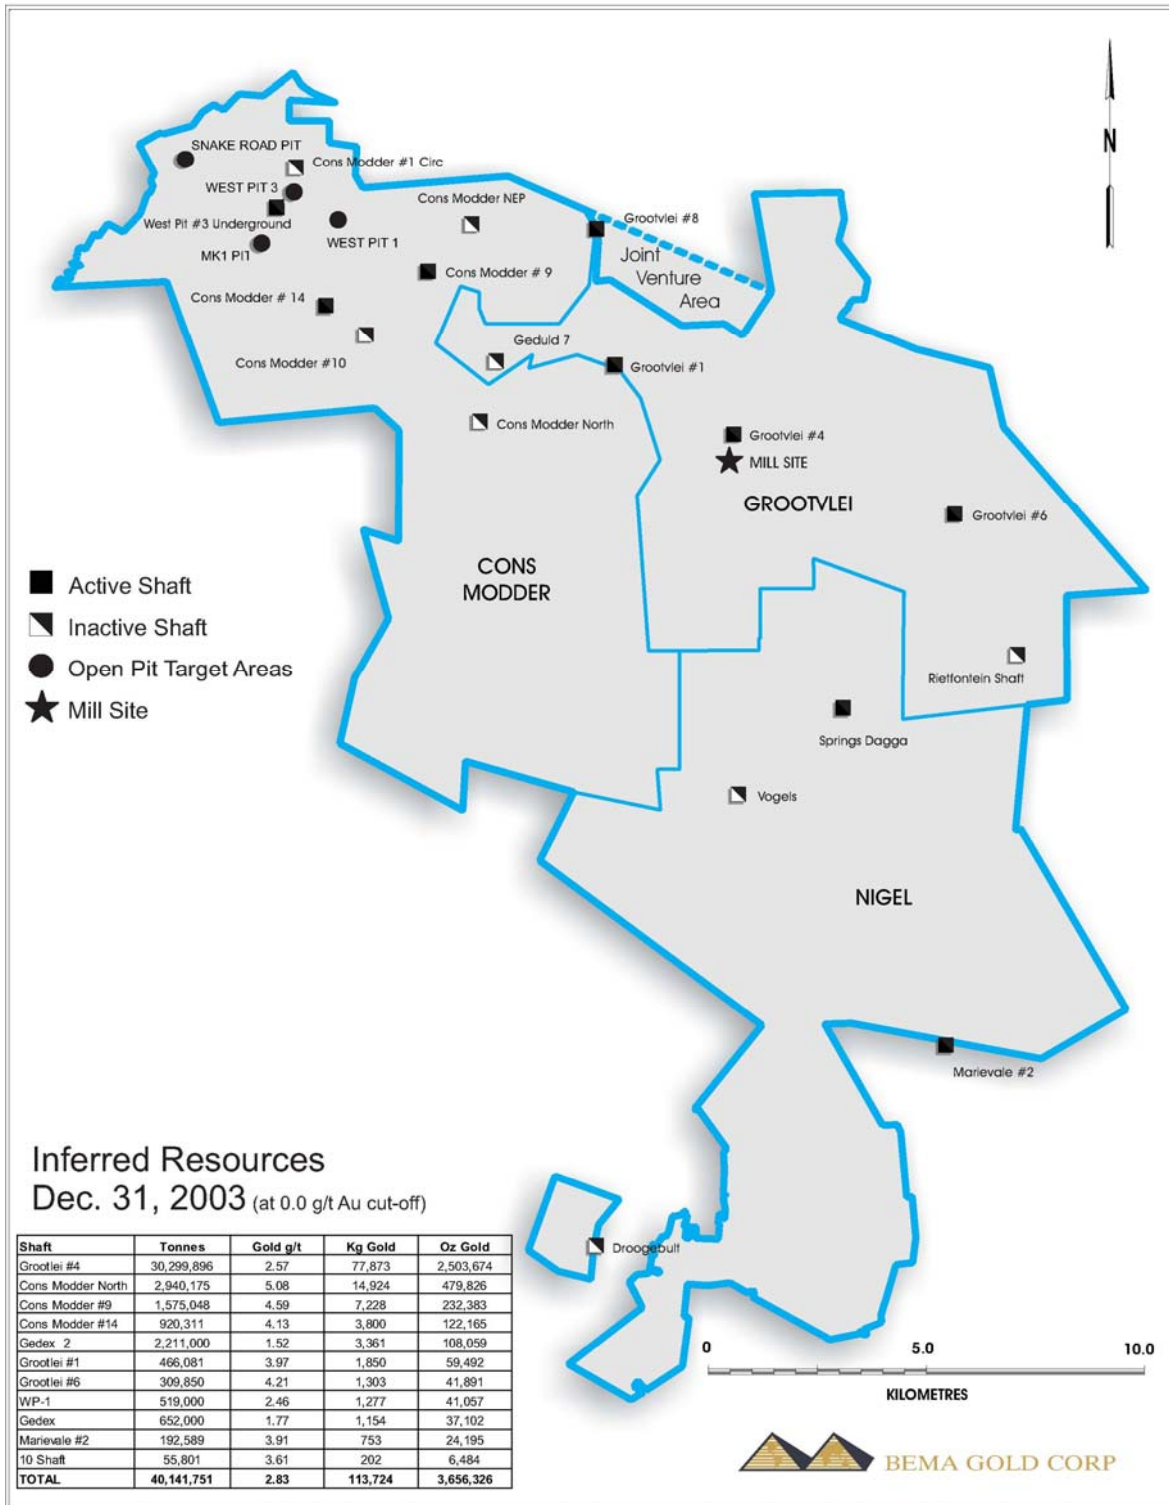 N
SNAKE ROAD PIT
Cons Modder #1 Circ
WEST PIT 3
Cons Modder NEP
West Pit #3 Underground
WEST PIT 1
Grootvlei #8
MK1 PI1
Joint
Venture
Area
Cons Modder # 9
Cons Modder # 14
Geduld 7
Cons Modder #10
Grootvlei #1
Cons Modder North
Grootvlei #4
MILL SITE
GROOTVLEI
Grootvlei #6
CONS
MODDER
Active Shaft
Inactive Shaft
Open Pit Target Areas
Mill Site
Rietfontein Shaft
Springs Dagga
Vogels
NIGEL
Marievale #2
Droogebult
Inferred Resources
Dec. 31, 2003 (at 0.0 g/t Au cut-off)
Shaft Tonnes Gold g/t Kg Gold Oz Gold
Grootlei #4 30,299,896 2.57 77,873 2,503,674
Cons Modder North 2,940,175 5.08 14,924 479,826
Cons Modder #9 1,575,048 4.59 7,228 232,383
Cons Modder #14 920,311 4.13 3,800 122,165
Gedex 2 2,211,000 1.52 3,361 108,059
Grootlei #1 466,081 3.97 1,850 59,492
Grootlei #6 309,850 4.21 1,303 41,891
WP-1 519,000 2.46 1,277 41,057
Gedex 652,000 1.77 1,154 37,102
Marievale #2 192,589 3.91 753 24,195
10 Shaft 55,801 3.61 202 6,484
TOTAL 40,141,751 2.83 113,724 3,656,326
0 5.0 10.0
KILOMETRES
BEMA GOLD CORP